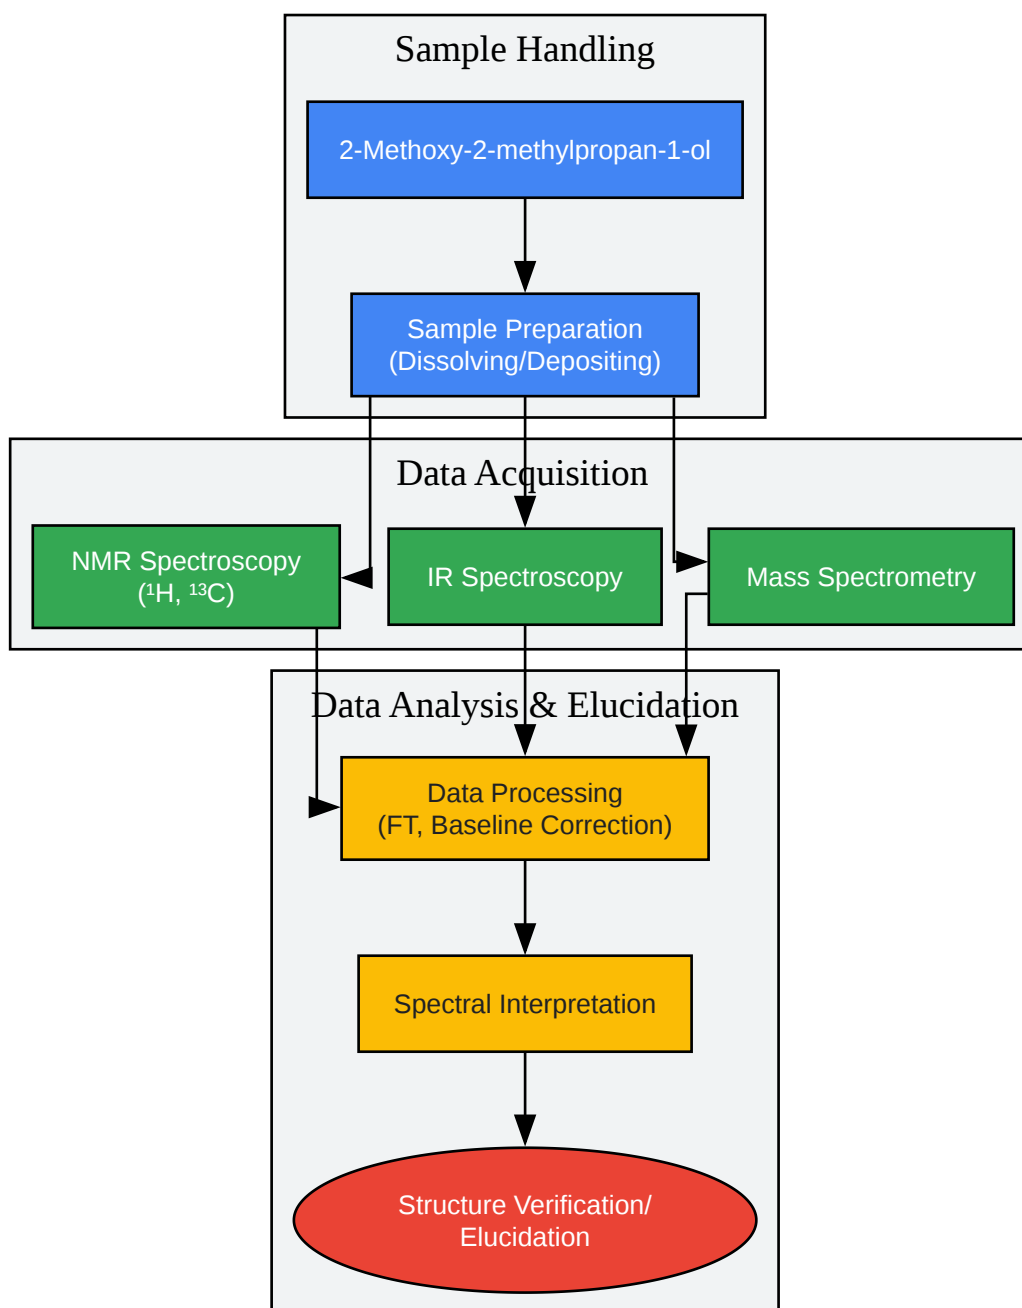 Sample Handling
2-Methoxy-2-methylpropan-1-ol
Sample Preparation
(Dissolving/Depositing)
Data Acquisition
NMR Spectroscopy
(¹H, ¹³C)
IR Spectroscopy
Mass Spectrometry
Data Analysis & Elucidation
Data Processing
(FT, Baseline Correction)
Spectral Interpretation
Structure Verification/
Elucidation